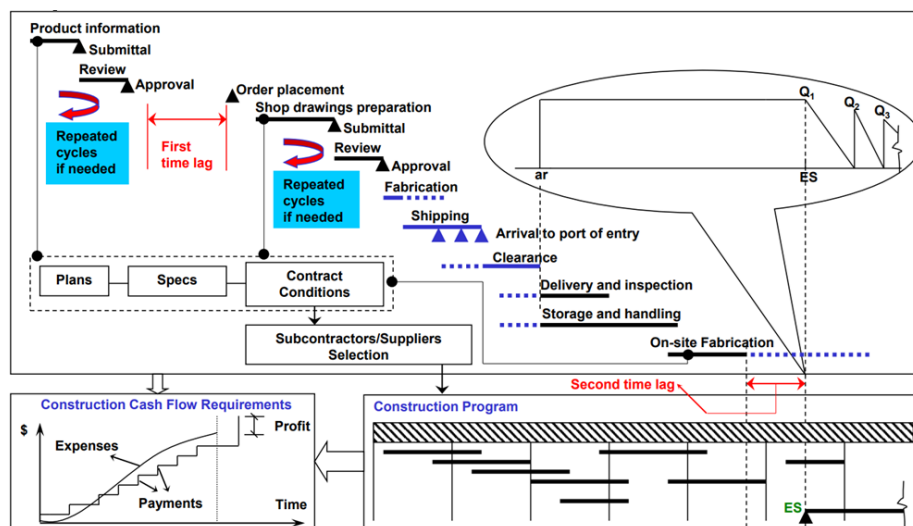 Product information
Submittal
Review
Approval
Order placement
Shop drawings preparation
Submittal
Review
Approval
Repeated
cycles
if needed
First
time lag
Repeated
cycles
if needed
Fabrication
Shipping
Arrival to port of entry
Clearance
Delivery and inspection
Storage and handling
On-site Fabrication
Q1
Q2
Q3
ar
ES
Plans
Specs
Contract
Conditions
Subcontractors/Suppliers
Selection
Second time lag
Construction Cash Flow Requirements
$
Profit
Expenses
Payments
Time
Construction Program
ES